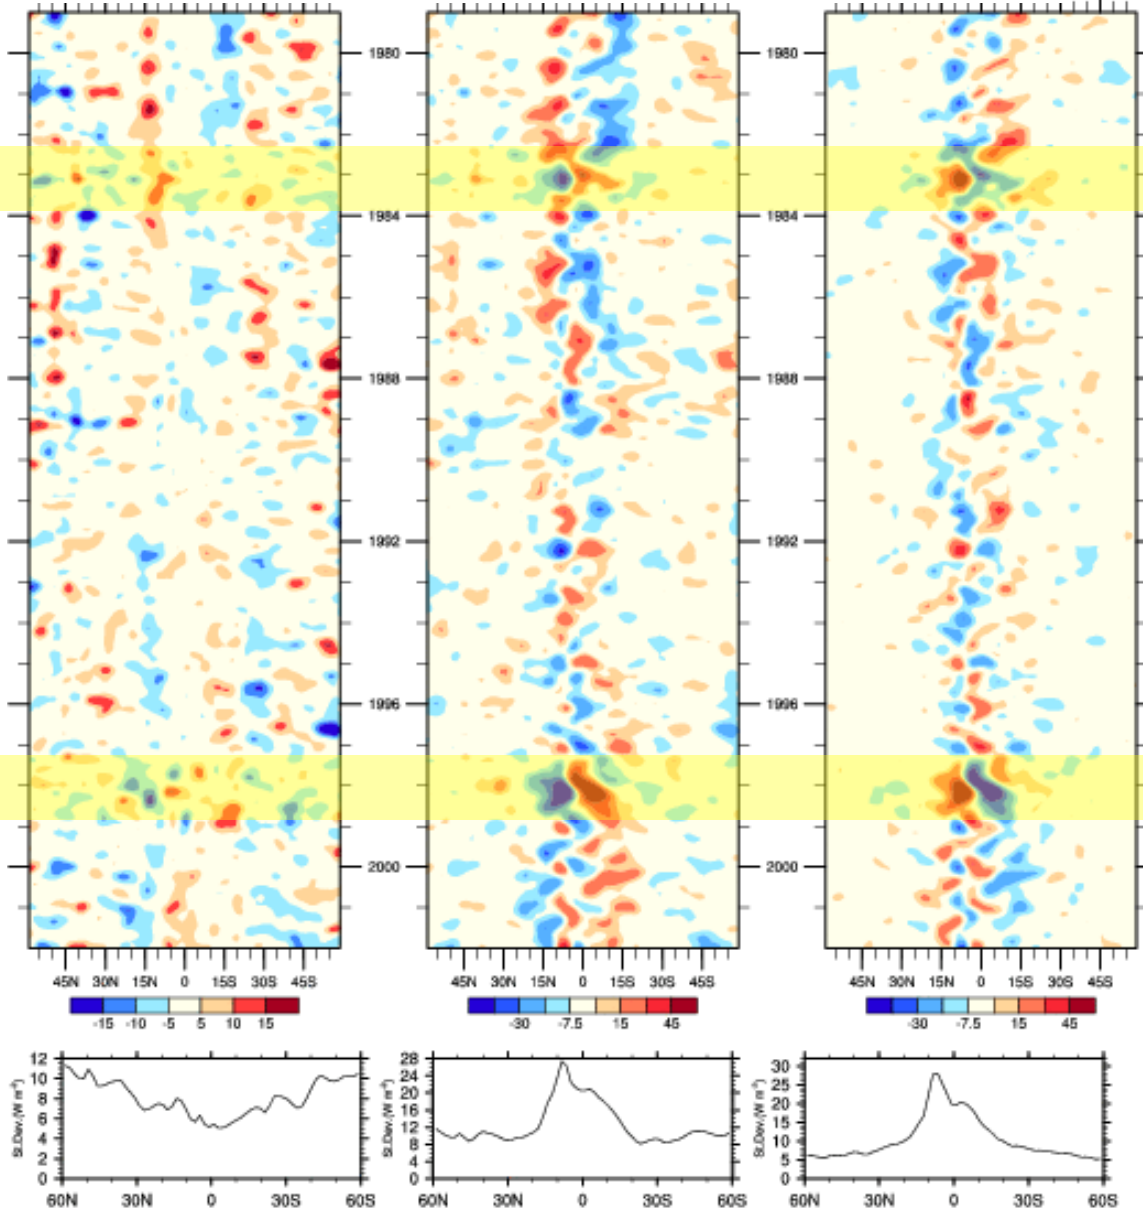 1980
1984
1988
1992
1996
2000
45N 30N 15N 0 15S 30S 45S
45N 30N 15N 0 15S 30S 45S
45N 30N 15N 0 15S 30S 45S
-15 -10 -5 5 10 15
-30 -7.5 15 45
-30 -7.5 15 45
St.Dev.(W m⁻²)
12
10
8
6
4
2
0
60N 30N 0 30S 60S
St.Dev.(W m⁻²)
28
24
20
16
12
8
4
0
60N 30N 0 30S 60S
St.Dev.(W m⁻²)
30
25
20
15
10
5
0
60N 30N 0 30S 60S